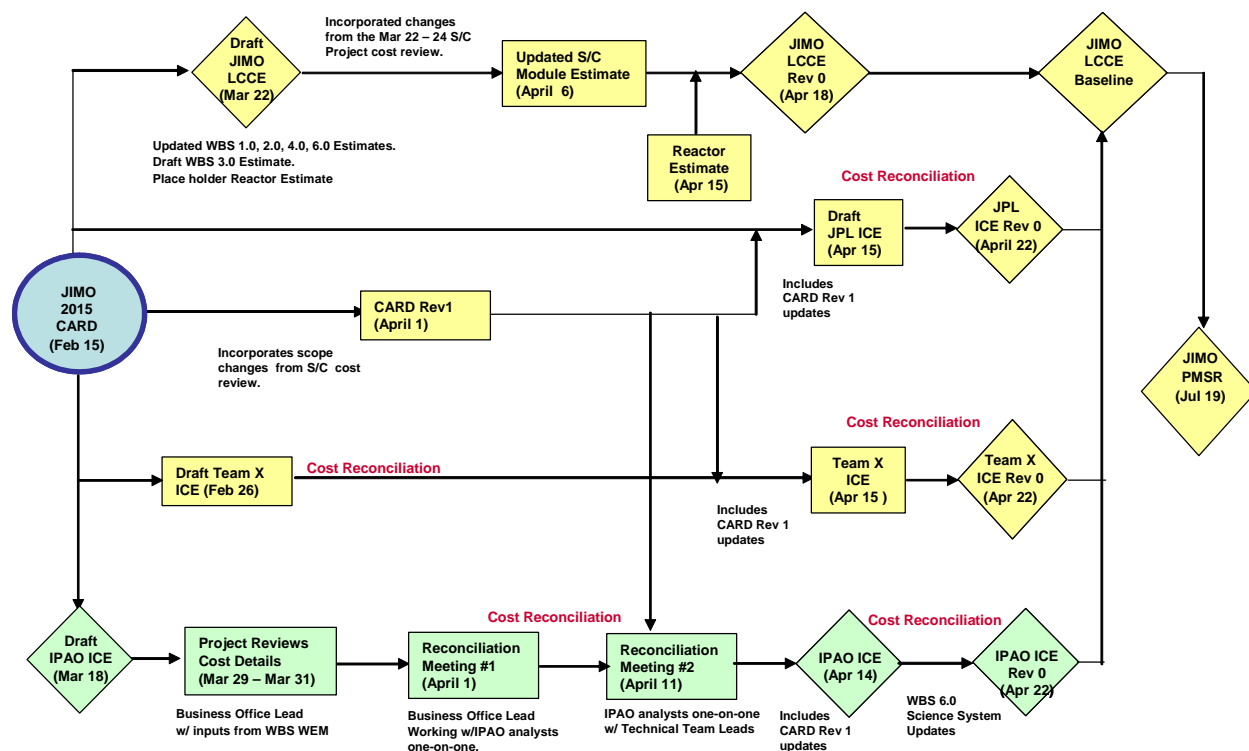 Incorporated changes
from the Mar 22 – 24 S/C
Project cost review.
Draft
JIMO
LCCE
(Mar 22)
Updated S/C
Module Estimate
(April 6)
JIMO
LCCE
Rev 0
(Apr 18)
JIMO
LCCE
Baseline
Updated WBS 1.0, 2.0, 4.0, 6.0 Estimates.
Draft WBS 3.0 Estimate.
Place holder Reactor Estimate
Reactor
Estimate
(Apr 15)
Cost Reconciliation
Draft
JPL ICE
(Apr 15)
JPL
ICE Rev 0
(April 22)
Includes
CARD Rev 1
updates
JIMO
2015
CARD
(Feb 15)
CARD Rev1
(April 1)
Incorporates scope
changes from S/C cost
review.
JIMO
PMSR
(Jul 19)
Cost Reconciliation
Draft Team X
ICE (Feb 26)
Cost Reconciliation
Team X
ICE
(Apr 15 )
Team X
ICE Rev 0
(Apr 22)
Includes
CARD Rev 1
updates
Cost Reconciliation
Cost Reconciliation
Draft
IPAO ICE
(Mar 18)
Project Reviews
Cost Details
(Mar 29 – Mar 31)
Reconciliation
Meeting #1
(April 1)
Reconciliation
Meeting #2
(April 11)
IPAO ICE
(Apr 14)
IPAO ICE
Rev 0
(Apr 22)
Business Office Lead
w/ inputs from WBS WEM
Business Office Lead
Working w/IPAO analysts
one-on-one.
IPAO analysts one-on-one
w/ Technical Team Leads
Includes
CARD Rev 1
updates
WBS 6.0
Science System
Updates